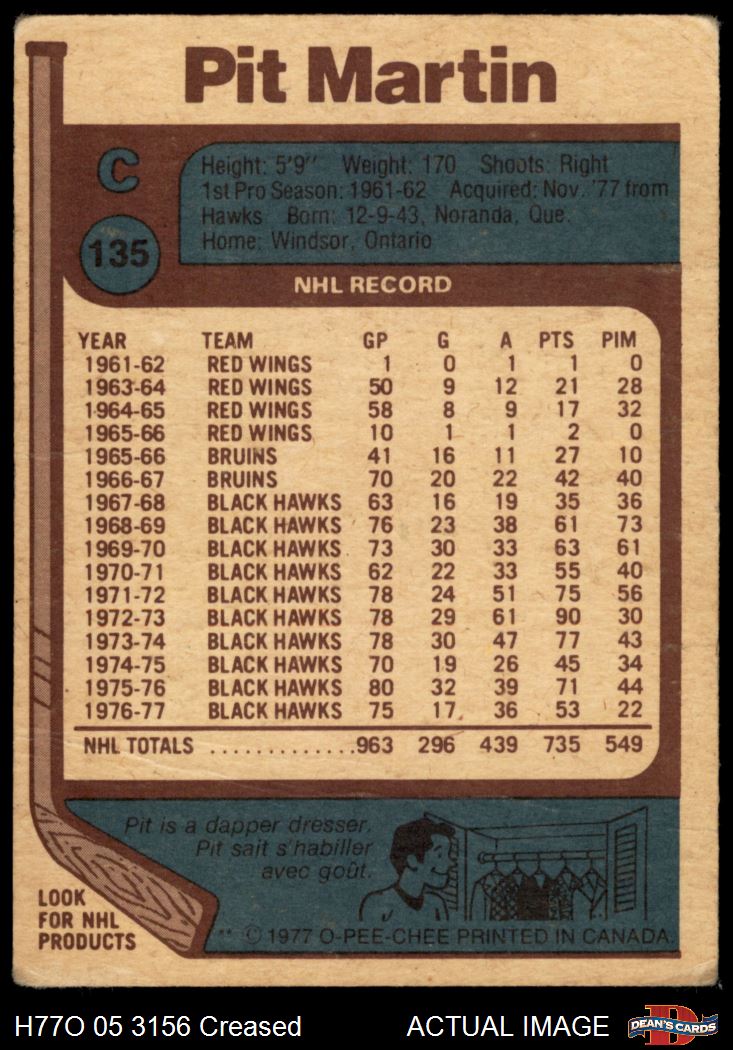 Pit Martin
C
135
Height: 5'9" Weight: 170 Shoots: Right
1st Pro Season: 1961-62 Acquired: Nov. '77 from
Hawks Born: 12-9-43, Noranda, Que.
Home: Windsor, Ontario
NHL RECORD
YEAR TEAM GP G A PTS PIM
1961-62 RED WINGS 1 0 1 1 0
1963-64 RED WINGS 50 9 12 21 28
1964-65 RED WINGS 58 8 9 17 32
1965-66 RED WINGS 10 1 1 2 0
1965-66 BRUINS 41 16 11 27 10
1966-67 BRUINS 70 20 22 42 40
1967-68 BLACK HAWKS 63 16 19 35 36
1968-69 BLACK HAWKS 76 23 38 61 73
1969-70 BLACK HAWKS 73 30 33 63 61
1970-71 BLACK HAWKS 62 22 33 55 40
1971-72 BLACK HAWKS 78 24 51 75 56
1972-73 BLACK HAWKS 78 29 61 90 30
1973-74 BLACK HAWKS 78 30 47 77 43
1974-75 BLACK HAWKS 70 19 26 45 34
1975-76 BLACK HAWKS 80 32 39 71 44
1976-77 BLACK HAWKS 75 17 36 53 22
NHL TOTALS .............963 296 439 735 549
Pit is a dapper dresser.
Pit sait s'habiller
avec goût.
LOOK
FOR NHL
PRODUCTS
** © 1977 O-PEE-CHEE PRINTED IN CANADA.
H77O 05 3156 Creased ACTUAL IMAGE
D
DEAN'S CARDS